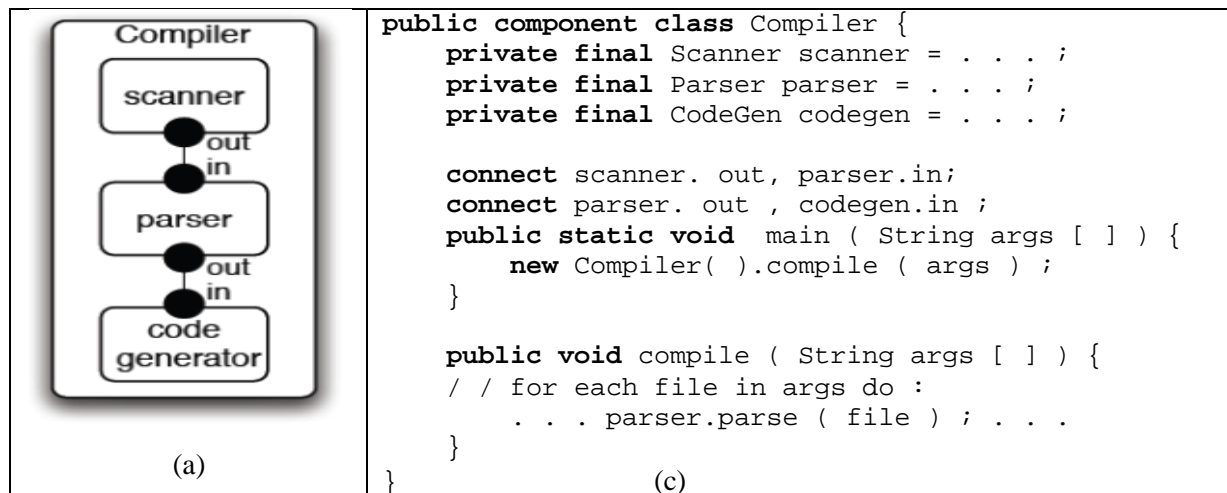 Compiler
scanner
out
in
parser
out
in
code
generator
(a)
public component class Compiler {
private final Scanner scanner = . . . ;
private final Parser parser = . . . ;
private final CodeGen codegen = . . . ;
connect scanner. out, parser.in;
connect parser. out , codegen.in ;
public static void  main ( String args [ ] ) {
new Compiler( ).compile ( args ) ;
}
public void compile ( String args [ ] ) {
/ / for each file in args do :
. . . parser.parse ( file ) ; . . .
}
}
(c)